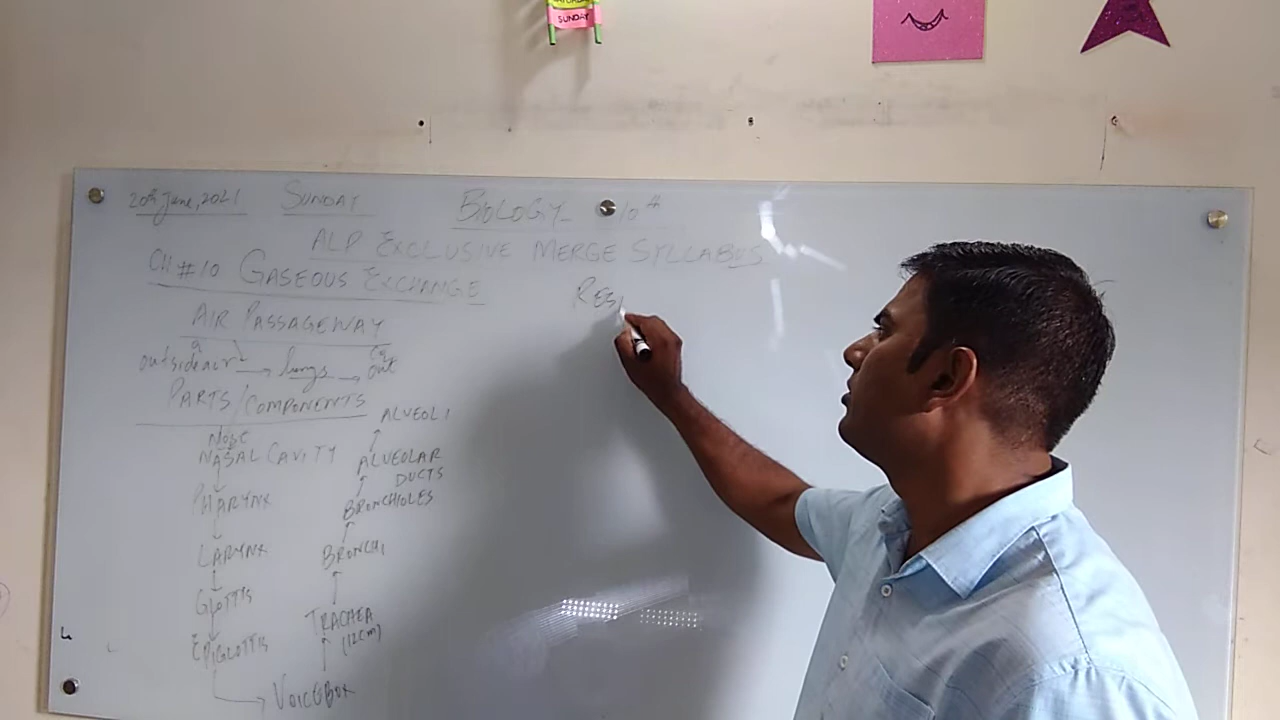 SATURDAY
SUNDAY
20th June, 2021 SUNDAY BIOLOGY 10th
ALP EXCLUSIVE MERGE SYLLABUS
CH #10 GASEOUS EXCHANGE
RES
AIR PASSAGEWAY
outside air → lungs → out
PARTS/COMPONENTS
Nose
NASAL CAVITY
PHARYNX
LARYNX
GLOTTIS
EPIGLOTTIS
VOICEBOX
TRACHEA
(12cm)
BRONCHI
BRONCHIOLES
ALVEOLAR
DUCTS
ALVEOLI